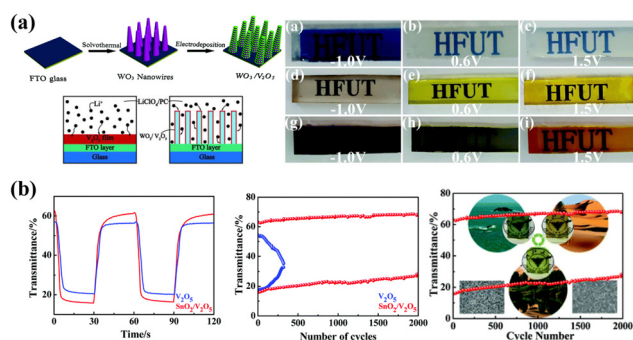 (a)
Solvothermal
Electrodeposition
FTO glass
WO₃ Nanowires
WO₃/V₂O₅
Li⁺
LiClO₄/PC
WO₃/ V₂O₅
V₂O₅ film
FTO layer
Glass
FTO layer
Glass
(a) HFUT -1.0V
(b) HFUT 0.6V
(e) HFUT 1.5V
(d) HFUT -1.0V
(e) HFUT 0.6V
(f) HFUT 1.5V
(g) -1.0V
(h) 0.6V
(i) HFUT 1.5V
(b)
Transmittance/%
60
40
20
V₂O₅
SnO₂/V₂O₅
0 30 60 90 120
Time/s
Transmittance/%
80
60
40
20
0
V₂O₅
SnO₂/V₂O₅
0 500 1000 1500 2000
Number of cycles
Transmittance/%
80
60
40
20
0
0 500 1000 1500 2000
Cycle Number